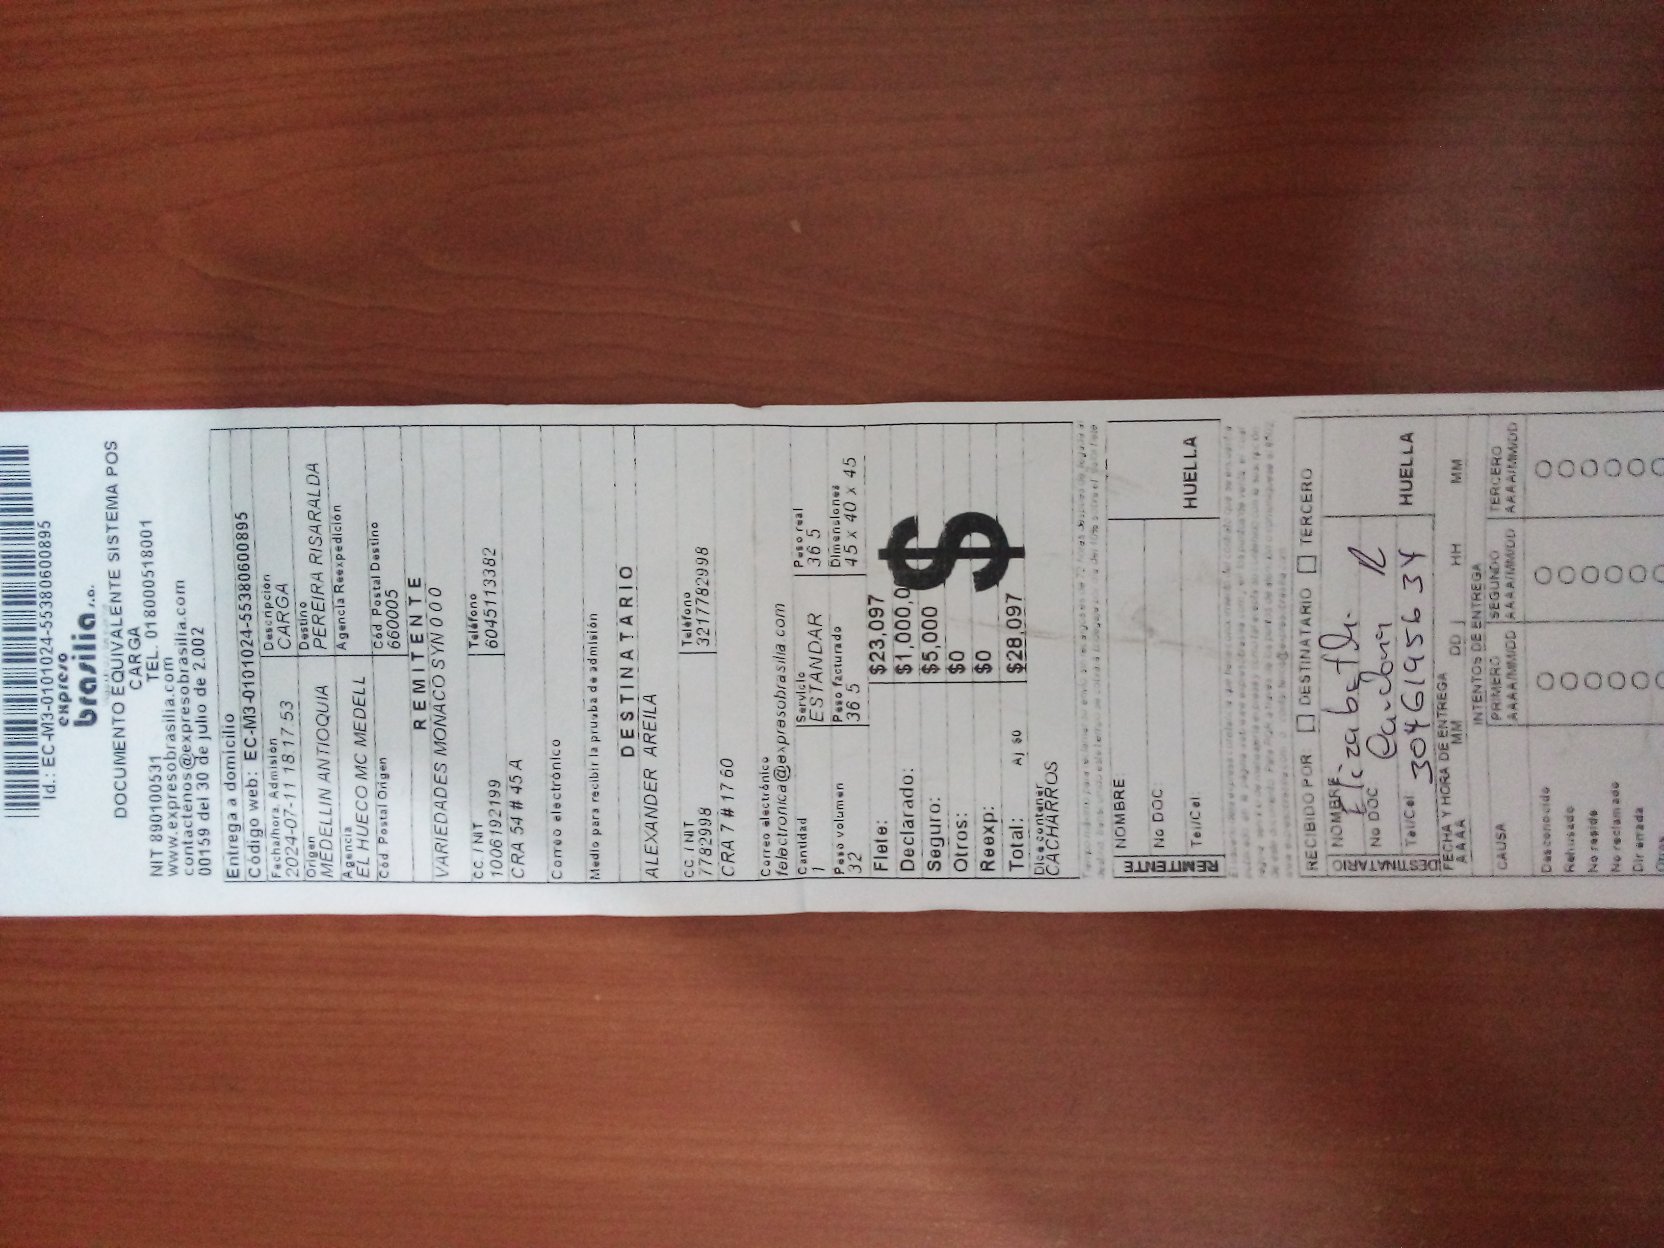 Id.: EC-M3-0101024-55380600895
expreso
brasilia s.a.
DOCUMENTO EQUIVALENTE SISTEMA POS
CARGA
NIT 890100531 TEL. 018000518001
www.expresobrasilia.com
contactenos@expresobrasilia.com
00159 del 30 de julio de 2.002
Entrega a domicilio
Código web: EC-M3-0101024-55380600895
Fecha/hora. Admisión Descripción
2024-07-11 18 17 53 CARGA
Origen Destino
MEDELLIN ANTIOQUIA PEREIRA RISARALDA
Agencia Agencia Reexpedición
EL HUECO MC MEDELL
Cód Postal Origen Cód Postal Destino
660005
REMITENTE
VARIEDADES MONACO SYN 0 0 0
CC / NIT Teléfono
1006192199 6045113382
CRA 54 # 45 A
Correo electrónico
Medio para recibir la prueba de admisión
DESTINATARIO
ALEXANDER AREILA
CC / NIT Teléfono
7782998 3217782998
CRA 7 # 17 60
Correo electrónico
felectronica@expresobrasilia com
Cantidad Servicio Peso real
1 ESTANDAR 36 5
Peso volumen Peso facturado Dimensiones
32 36 5 45 x 40 x 45
Flete: $23,097
Declarado: $1,000,0
Seguro: $5,000
Otros: $0
Reexp: $0
$$
Total: Aj $0 $28,097
Dice contener
CACHARROS
REMITENTE
NOMBRE
No DOC
Tel/Cel
HUELLA
RECIBIDO POR DESTINATARIO TERCERO
DESTINATARIO
NOMBRE Elizabeth
No DOC R
Tel/Cel 3046195634
HUELLA
FECHA Y HORA DE ENTREGA
AAAA MM DD HH MM
INTENTOS DE ENTREGA
CAUSA PRIMERO SEGUNDO TERCERO
AAAA/MM/DD AAAA/MM/DD AAAA/MM/DD
Desconocido
Rehusado
No reside
No reclamado
Dir errada
Otros